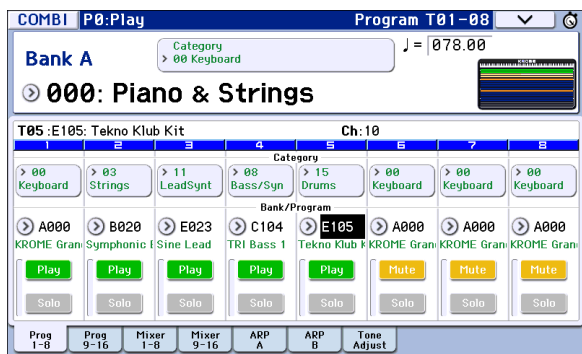 COMBI P0:Play Program T01-08
Bank A
Category
00 Keyboard
♩= 078.00
KROME
000: Piano & Strings
T05 :E105: Tekno Klub Kit Ch:10
1 2 3 4 5 6 7 8
Category
> 00 > 03 > 11 > 08 > 15 > 00 > 00 > 00
Keyboard Strings LeadSynt Bass/Syn Drums Keyboard Keyboard Keyboard
Bank/Program
A000 B020 E023 C104 E105 A000 A000 A000
KROME Gran Symphonic E Sine Lead TRI Bass 1 Tekno Klub K KROME Gran KROME Gran KROME Gran
Play Play Play Play Play Mute Mute Mute
Solo Solo Solo Solo Solo Solo Solo Solo
Prog Prog Mixer Mixer ARP ARP Tone
1-8 9-16 1-8 9-16 A B Adjust